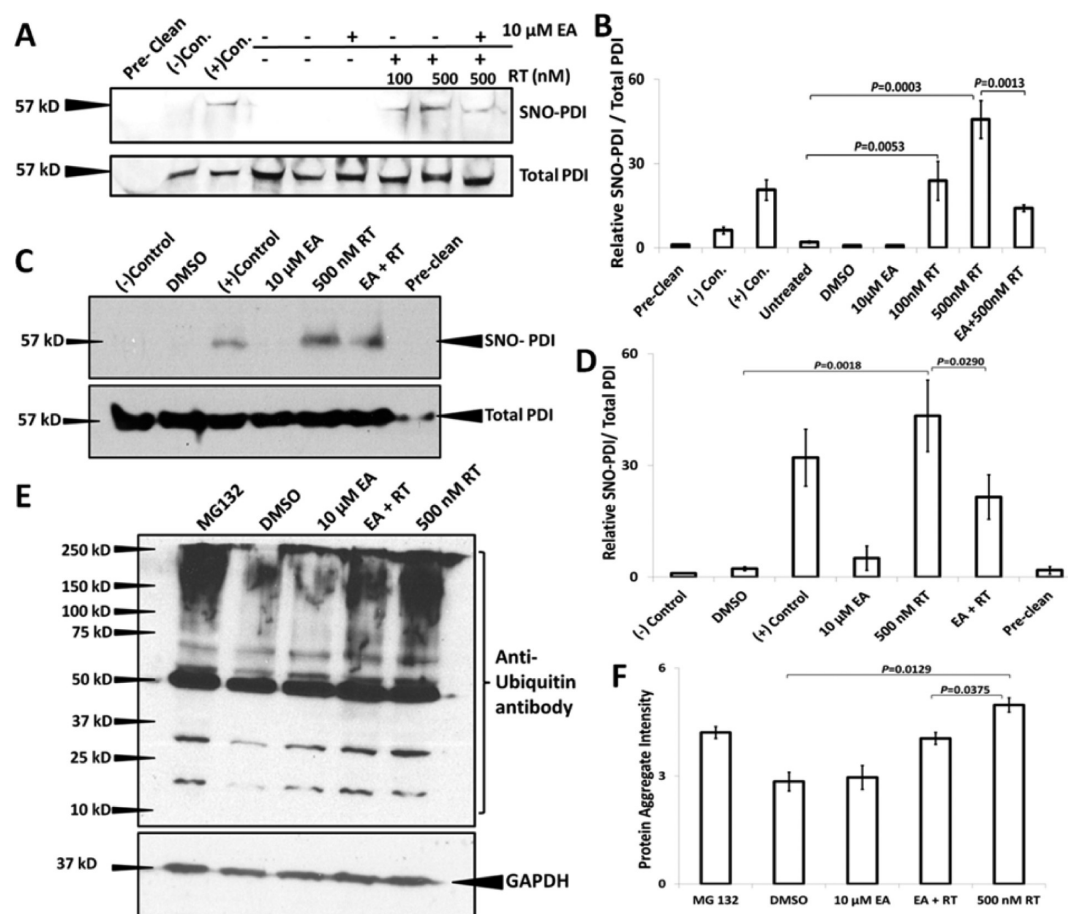 A
Pre- Clean
(-)Con.
(+)Con.
- - + - - + 10 µM EA
- - - + + +
RT (nM)
100 500 500
57 kD
SNO-PDI
57 kD
Total PDI
B
Relative SNO-PDI / Total PDI
60
30
0
P=0.0003
P=0.0013
P=0.0053
Pre-Clean
(-) Con.
(+) Con.
Untreated
DMSO
10µM EA
100nM RT
500nM RT
EA+500nM RT
C
(-)Control
DMSO
(+)Control
10 µM EA
500 nM RT
EA + RT
Pre-clean
57 kD
SNO- PDI
57 kD
Total PDI
D
Relative SNO-PDI/ Total PDI
60
30
0
P=0.0018
P=0.0290
(-) Control
DMSO
(+) Control
10 µM EA
500 nM RT
EA + RT
Pre-clean
E
MG132
DMSO
10 µM EA
EA + RT
500 nM RT
250 kD
150 kD
100 kD
75 kD
50 kD
37 kD
25 kD
10 kD
Anti-
Ubiquitin
antibody
37 kD
GAPDH
F
Protein Aggregate Intensity
6
3
0
P=0.0129
P=0.0375
MG 132
DMSO
10 µM EA
EA + RT
500 nM RT